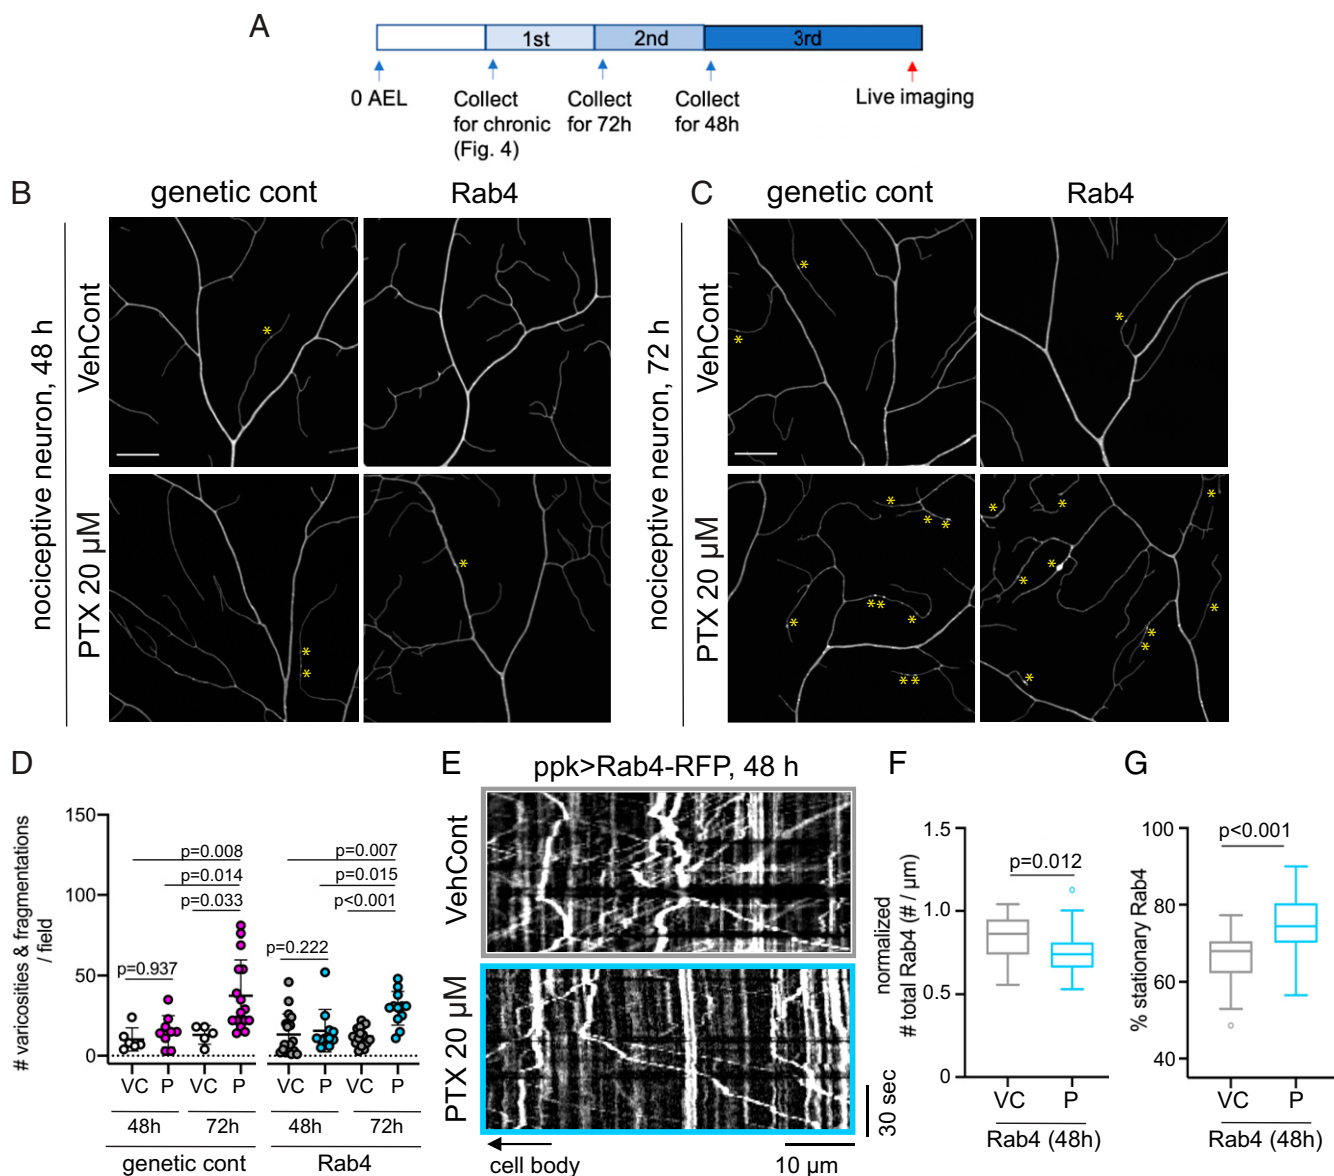 A
1st 2nd 3rd
0 AEL
Collect for chronic (Fig. 4)
Collect for 72h
Collect for 48h
Live imaging
B
genetic cont Rab4
nociceptive neuron, 48 h
VehCont
PTX 20 µM
* * * *
C
genetic cont Rab4
nociceptive neuron, 72 h
VehCont
PTX 20 µM
* * *
* * * * ** * * **
* * * * * * * * * *
D
# varicosities & fragmentations / field
150
100
50
0
p=0.008
p=0.014
p=0.033
p=0.937
p=0.007
p=0.015
p<0.001
p=0.222
VC P VC P VC P VC P
48h 72h 48h 72h
genetic cont Rab4
E
ppk>Rab4-RFP, 48 h
VehCont
PTX 20 µM
30 sec
cell body
10 µm
F
normalized # total Rab4 (# / µm)
1.5
1.0
0.5
0
p=0.012
VC P
Rab4 (48h)
G
% stationary Rab4
100
80
60
40
p<0.001
VC P
Rab4 (48h)